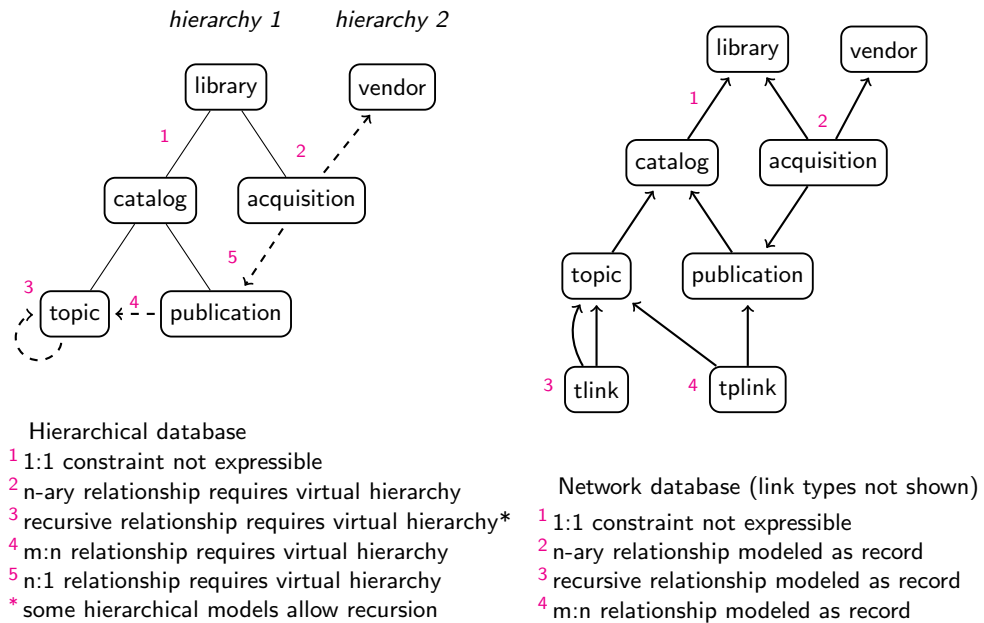 hierarchy 1
hierarchy 2
library
vendor
1
2
catalog
acquisition
5
3
4
topic
publication
Hierarchical database
1 1:1 constraint not expressible
2 n-ary relationship requires virtual hierarchy
3 recursive relationship requires virtual hierarchy*
4 m:n relationship requires virtual hierarchy
5 n:1 relationship requires virtual hierarchy
* some hierarchical models allow recursion
library
vendor
1
2
catalog
acquisition
topic
publication
3
tlink
4
tplink
Network database (link types not shown)
1 1:1 constraint not expressible
2 n-ary relationship modeled as record
3 recursive relationship modeled as record
4 m:n relationship modeled as record